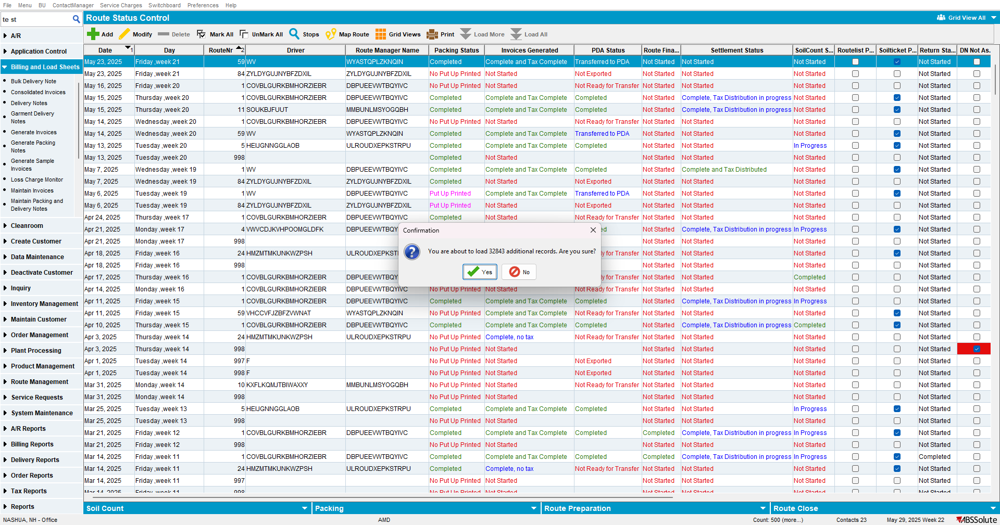 File Menu BU ContactManager Service Charges Switchboard Preferences Help
te st
Route Status Control
Grid View All
Add Modify Delete Mark All UnMark All Stops Map Route Grid Views Print Load More Load All
A/R
Application Control
Billing and Load Sheets
Bulk Delivery Note
Consolidated Invoices
Delivery Notes
Garment Delivery
Notes
Generate Invoices
Generate Packing
Notes
Generate Sample
Invoices
Loss Charge Monitor
Maintain Invoices
Maintain Packing and
Delivery Notes
Cleanroom
Create Customer
Data Maintenance
Deactivate Customer
Inquiry
Inventory Management
Maintain Customer
Order Management
Plant Processing
Product Management
Route Management
Service Requests
System Maintenance
A/R Reports
Billing Reports
Delivery Reports
Order Reports
Tax Reports
Reports
Date 1 Day RouteNr 2 Driver Route Manager Name Packing Status Invoices Generated PDA Status Route Fina... Settlement Status SoilCount S... Routelist P... Soilticket P... Return Sta... DN Not As.
May 23, 2025 Friday ,week 21 59 WV WYASTQPLZKNQIN Completed Complete and Tax Complete Transferred to PDA Not Started Not Started Not Started Not Started
May 23, 2025 Friday ,week 21 84 ZYLDYGUJNYBFZDXIL ZYLDYGUJNYBFZDXIL No Put Up Printed Not Started Not Exported Not Started Not Started Not Started Not Started
May 16, 2025 Friday ,week 20 1 COVBLGURKBMHORZIEBR DBPUEEVWTBQYIVC No Put Up Printed Not Started Not Ready for Transfer Not Started Not Started Not Started Not Started
May 15, 2025 Thursday ,week 20 1 COVBLGURKBMHORZIEBR DBPUEEVWTBQYIVC Completed Complete and Tax Complete Completed Not Started Complete, Tax Distribution in progress Not Started Not Started
May 15, 2025 Thursday ,week 20 11 SOUKBJFUUT MMBUNLMSYOGQBH Completed Complete and Tax Complete Completed Not Started Complete, Tax Distribution in progress Not Started Not Started
May 14, 2025 Wednesday ,week 20 1 COVBLGURKBMHORZIEBR DBPUEEVWTBQYIVC No Put Up Printed Not Started Not Ready for Transfer Not Started Not Started Not Started Not Started
May 14, 2025 Wednesday ,week 20 59 WV WYASTQPLZKNQIN Completed Complete and Tax Complete Transferred to PDA Not Started Not Started Not Started Not Started
May 13, 2025 Tuesday ,week 20 5 HEIJGNNGGLAOB ULROUDXEPKSTRPU Completed Complete and Tax Complete Completed Not Started Not Started In Progress Not Started
May 13, 2025 Tuesday ,week 20 998 Completed Not Started Not Started Not Started Not Started Not Started
May 7, 2025 Wednesday ,week 19 1 WV DBPUEEVWTBQYIVC Completed Complete and Tax Complete Completed Not Started Complete and Tax Distributed Not Started Not Started
May 7, 2025 Wednesday ,week 19 84 ZYLDYGUJNYBFZDXIL ZYLDYGUJNYBFZDXIL Completed Not Started Not Exported Not Started Not Started Not Started Not Started
May 6, 2025 Tuesday ,week 19 1 WV DBPUEEVWTBQYIVC Put Up Printed Complete and Tax Complete Transferred to PDA Not Started Not Started Not Started Not Started
May 6, 2025 Tuesday ,week 19 84 ZYLDYGUJNYBFZDXIL ZYLDYGUJNYBFZDXIL Put Up Printed Not Started Not Exported Not Started Not Started Not Started Not Started
Apr 24, 2025 Thursday ,week 17 1 COVBLGURKBMHORZIEBR DBPUEEVWTBQYIVC Completed Not Started Not Ready for Transfer Not Started Not Started Not Started Not Started
Apr 21, 2025 Monday ,week 17 4 VWVCDJKVHPOOMGLDFK DBPUEEVWTBQY ed Not Started Complete, Tax Distribution in progress In Progress Not Started
Apr 21, 2025 Monday ,week 17 998 Not Started Not Started Not Started Not Started
Apr 18, 2025 Friday ,week 16 24 HMZMTMKUNKWZPSH ULROUDXEPKSTI ly for Transfer Not Started Not Started Not Started Not Started
Apr 18, 2025 Friday ,week 16 998 Not Started Not Started Not Started Not Started
Apr 17, 2025 Thursday ,week 16 1 COVBLGURKBMHORZIEBR DBPUEEVWTBQY ly for Transfer Not Started Not Started Completed Not Started
Apr 14, 2025 Monday ,week 16 1 COVBLGURKBMHORZIEBR DBPUEEVWTBQYIVC No Put Up Printed Not Started Not Ready for Transfer Not Started Not Started Not Started Not Started
Apr 11, 2025 Friday ,week 15 1 COVBLGURKBMHORZIEBR DBPUEEVWTBQYIVC Completed Complete and Tax Complete Completed Not Started Complete, Tax Distribution in progress In Progress Not Started
Apr 11, 2025 Friday ,week 15 59 VHCCVFJZBFZVWNAT WYASTQPLZKNQIN No Put Up Printed Complete and Tax Complete Not Ready for Transfer Not Started Not Started Not Started Not Started
Apr 10, 2025 Thursday ,week 15 1 COVBLGURKBMHORZIEBR DBPUEEVWTBQYIVC Completed Complete and Tax Complete Completed Not Started Complete, Tax Distribution in progress Completed Not Started
Apr 3, 2025 Thursday ,week 14 24 HMZMTMKUNKWZPSH ULROUDXEPKSTRPU No Put Up Printed Complete, no tax Not Ready for Transfer Not Started Not Started Not Started Not Started
Apr 3, 2025 Thursday ,week 14 998 No Put Up Printed Not Started Not Started Not Started Not Started Not Started
Apr 1, 2025 Tuesday ,week 14 997 F No Put Up Printed Not Started Not Exported Not Started Not Started Not Started Not Started
Apr 1, 2025 Tuesday ,week 14 998 F No Put Up Printed Not Started Not Exported Not Started Not Started Not Started Not Started
Mar 31, 2025 Monday ,week 14 10 KXFLKQMJTBIWAXXY MMBUNLMSYOGQBH No Put Up Printed Not Started Not Ready for Transfer Not Started Not Started Not Started Not Started
Mar 31, 2025 Monday ,week 14 998 No Put Up Printed Not Started Not Started Not Started Not Started Not Started
Mar 25, 2025 Tuesday ,week 13 5 HEIJGNNGGLAOB ULROUDXEPKSTRPU Completed Complete and Tax Complete Completed Not Started Not Started In Progress Not Started
Mar 25, 2025 Tuesday ,week 13 998 No Put Up Printed Not Started Not Started Not Started Not Started Not Started
Mar 21, 2025 Friday ,week 12 1 COVBLGURKBMHORZIEBR DBPUEEVWTBQYIVC Completed Complete and Tax Complete Completed Completed Complete, Tax Distribution in progress In Progress Not Started
Mar 21, 2025 Friday ,week 12 998 No Put Up Printed Not Started Not Started Not Started Not Started Not Started
Mar 14, 2025 Friday ,week 11 1 COVBLGURKBMHORZIEBR DBPUEEVWTBQYIVC Completed Complete and Tax Complete Completed Completed Complete, Tax Distribution in progress In Progress Completed
Mar 14, 2025 Friday ,week 11 24 HMZMTMKUNKWZPSH ULROUDXEPKSTRPU Completed Complete, no tax Not Ready for Transfer Not Started Not Started Not Started Not Started
Mar 14, 2025 Friday ,week 11 997 No Put Up Printed Not Started Not Started Not Started Not Started Not Started
Mar 14, 2025 Friday ,week 11 998 No Put Up Printed Not Started Not Started Not Started Not Started Not Started
Confirmation
You are about to load 32843 additional records. Are you sure?
Yes No
Soil Count Packing Route Preparation Route Close
NASHUA, NH - Office AMD Count: 500 (more...) Contacts 23 May 29, 2025 Week 22 ABSSolute